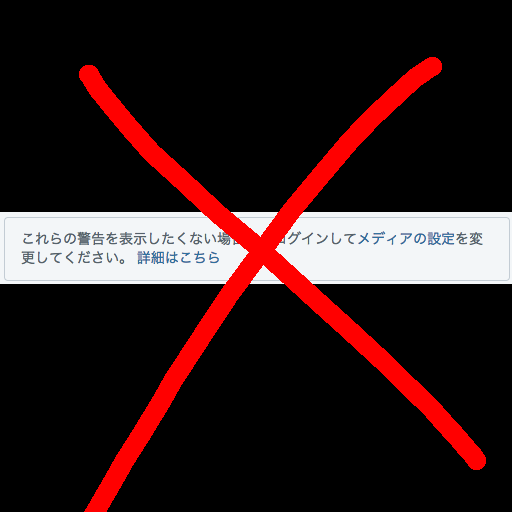 これらの警告を表示したくない場 ログインしてメディアの設定を変
更してください。 詳細はこちら